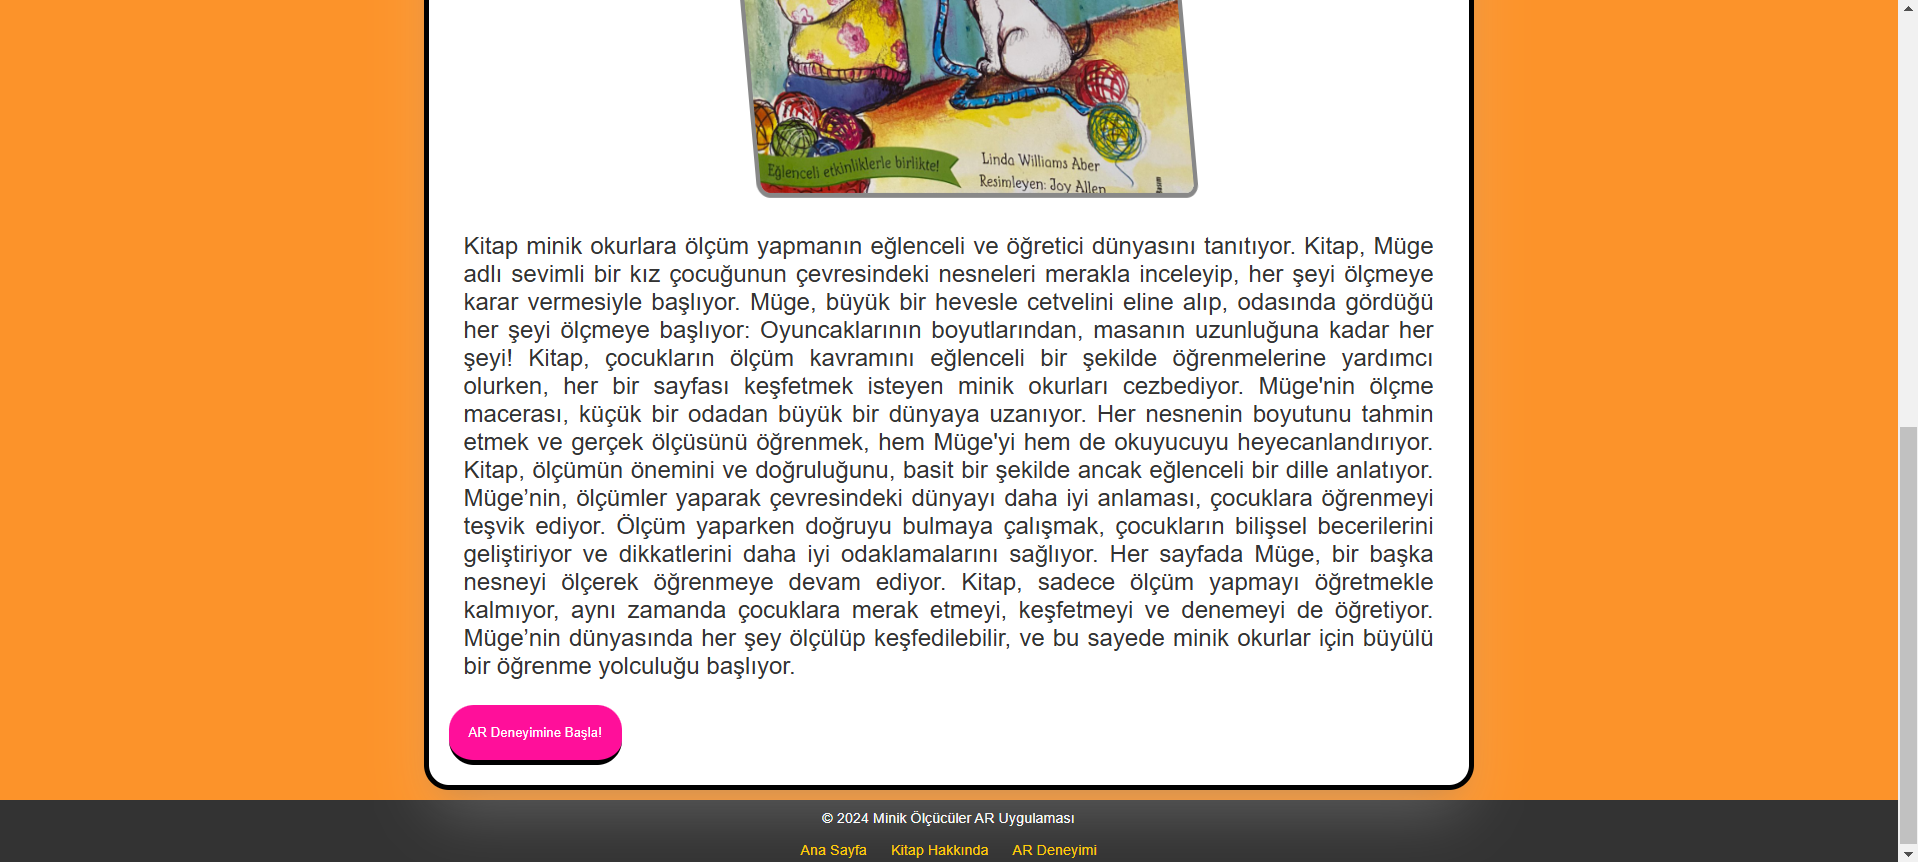 Eğlenceli etkinliklerle birlikte!
Linda Williams Aber
Resimleyen: Joy Allen
Kitap minik okurlara ölçüm yapmanın eğlenceli ve öğretici dünyasını tanıtıyor. Kitap, Müge
adlı sevimli bir kız çocuğunun çevresindeki nesneleri merakla inceleyip, her şeyi ölçmeye
karar vermesiyle başlıyor. Müge, büyük bir hevesle cetvelini eline alıp, odasında gördüğü
her şeyi ölçmeye başlıyor: Oyuncaklarının boyutlarından, masanın uzunluğuna kadar her
şeyi! Kitap, çocukların ölçüm kavramını eğlenceli bir şekilde öğrenmelerine yardımcı
olurken, her bir sayfası keşfetmek isteyen minik okurları cezbediyor. Müge'nin ölçme
macerası, küçük bir odadan büyük bir dünyaya uzanıyor. Her nesnenin boyutunu tahmin
etmek ve gerçek ölçüsünü öğrenmek, hem Müge'yi hem de okuyucuyu heyecanlandırıyor.
Kitap, ölçümün önemini ve doğruluğunu, basit bir şekilde ancak eğlenceli bir dille anlatıyor.
Müge’nin, ölçümler yaparak çevresindeki dünyayı daha iyi anlaması, çocuklara öğrenmeyi
teşvik ediyor. Ölçüm yaparken doğruyu bulmaya çalışmak, çocukların bilişsel becerilerini
geliştiriyor ve dikkatlerini daha iyi odaklamalarını sağlıyor. Her sayfada Müge, bir başka
nesneyi ölçerek öğrenmeye devam ediyor. Kitap, sadece ölçüm yapmayı öğretmekle
kalmıyor, aynı zamanda çocuklara merak etmeyi, keşfetmeyi ve denemeyi de öğretiyor.
Müge’nin dünyasında her şey ölçülüp keşfedilebilir, ve bu sayede minik okurlar için büyülü
bir öğrenme yolculuğu başlıyor.
AR Deneyimine Başla!
© 2024 Minik Ölçücüler AR Uygulaması
Ana Sayfa Kitap Hakkında AR Deneyimi